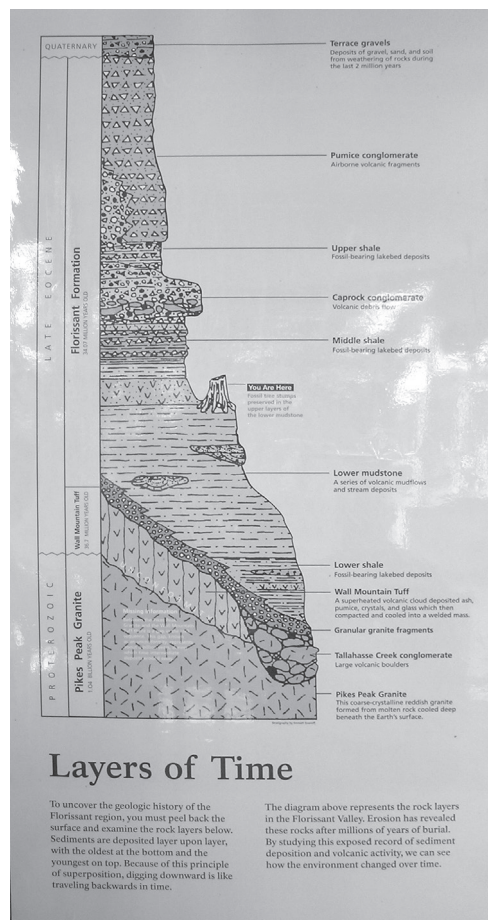 QUATERNARY
LATE EOCENE
PROTEROZOIC
Florissant Formation
34.07 MILLION YEARS OLD
Wall Mountain Tuff
36.7 MILLION YEARS OLD
Pikes Peak Granite
1.04 BILLION YEARS OLD
Terrace gravels
Deposits of gravel, sand, and soil
from weathering of rocks during
the last 2 million years
Pumice conglomerate
Airborne volcanic fragments
Upper shale
Fossil-bearing lakebed deposits
Caprock conglomerate
Volcanic debris flow
Middle shale
Fossil-bearing lakebed deposits
You Are Here
Fossil tree stumps
preserved in the
upper layers of
the lower mudstone
Lower mudstone
A series of volcanic mudflows
and stream deposits
Lower shale
Fossil-bearing lakebed deposits
Wall Mountain Tuff
A superheated volcanic cloud deposited ash,
pumice, crystals, and glass which then
compacted and cooled into a welded mass.
Granular granite fragments
Tallahasse Creek conglomerate
Large volcanic boulders
Pikes Peak Granite
This coarse-crystalline reddish granite
formed from molten rock cooled deep
beneath the Earth's surface.
Layers of Time
To uncover the geologic history of the
Florissant region, you must peel back the
surface and examine the rock layers below.
Sediments are deposited layer upon layer,
with the oldest at the bottom and the
youngest on top. Because of this principle
of superposition, digging downward is like
traveling backwards in time.
The diagram above represents the rock layers
in the Florissant Valley. Erosion has revealed
these rocks after millions of years of burial.
By studying this exposed record of sediment
deposition and volcanic activity, we can see
how the environment changed over time.